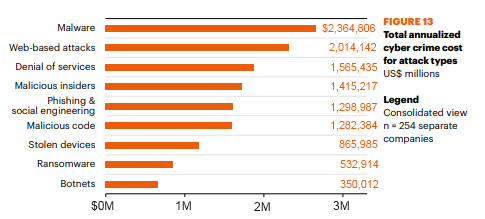 Malware $2,364,806
Web-based attacks 2,014,142
Denial of services 1,565,435
Malicious insiders 1,415,217
Phishing &
social engineering 1,298,987
Malicious code 1,282,384
Stolen devices 865,985
Ransomware 532,914
Botnets 350,012
$0M 1M 2M 3M
FIGURE 13
Total annualized
cyber crime cost
for attack types
US$ millions
Legend
Consolidated view
n = 254 separate
companies